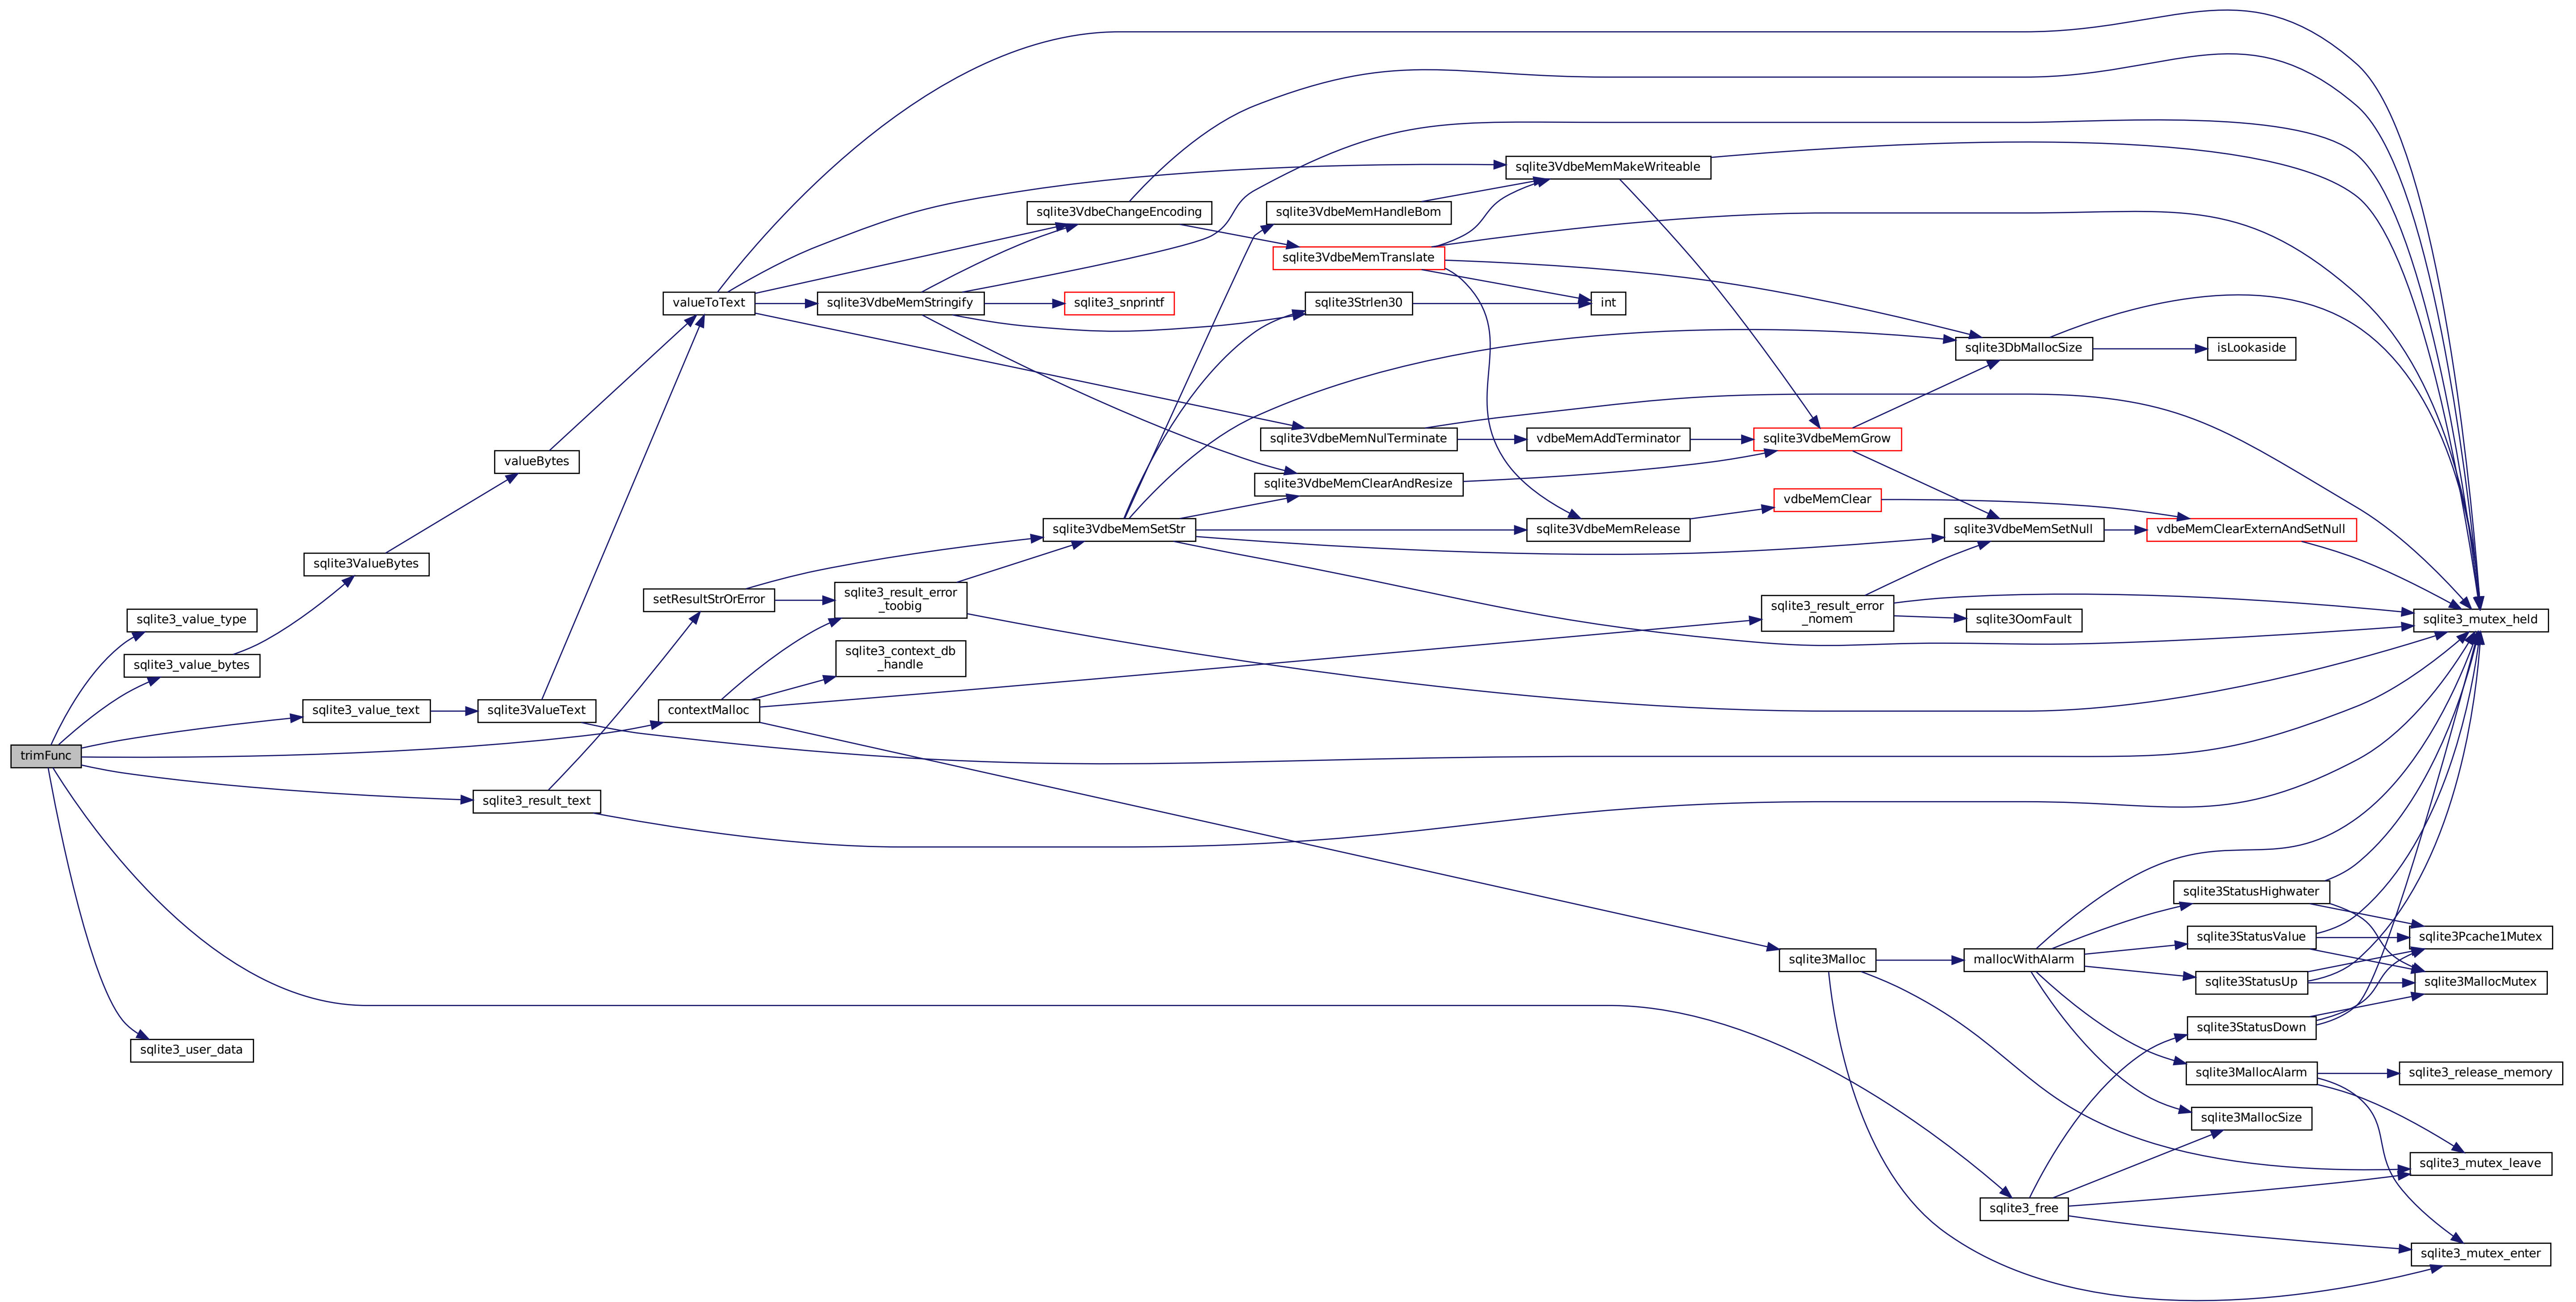 trimFunc
sqlite3_value_type
sqlite3_value_bytes
sqlite3_user_data
sqlite3ValueBytes
sqlite3_value_text
valueBytes
sqlite3ValueText
sqlite3_result_text
valueToText
setResultStrOrError
contextMalloc
sqlite3VdbeMemStringify
sqlite3_result_error
_toobig
sqlite3_context_db
_handle
sqlite3VdbeChangeEncoding
sqlite3_snprintf
sqlite3VdbeMemSetStr
sqlite3_result_error
_nomem
sqlite3VdbeMemHandleBom
sqlite3VdbeMemTranslate
sqlite3Strlen30
sqlite3VdbeMemNulTerminate
sqlite3VdbeMemClearAndResize
sqlite3VdbeMemMakeWriteable
int
vdbeMemAddTerminator
sqlite3VdbeMemRelease
sqlite3VdbeMemGrow
vdbeMemClear
sqlite3Malloc
sqlite3DbMallocSize
sqlite3VdbeMemSetNull
sqlite3OomFault
mallocWithAlarm
sqlite3_free
isLookaside
vdbeMemClearExternAndSetNull
sqlite3StatusHighwater
sqlite3StatusValue
sqlite3StatusUp
sqlite3StatusDown
sqlite3MallocAlarm
sqlite3MallocSize
sqlite3_mutex_held
sqlite3Pcache1Mutex
sqlite3MallocMutex
sqlite3_release_memory
sqlite3_mutex_leave
sqlite3_mutex_enter